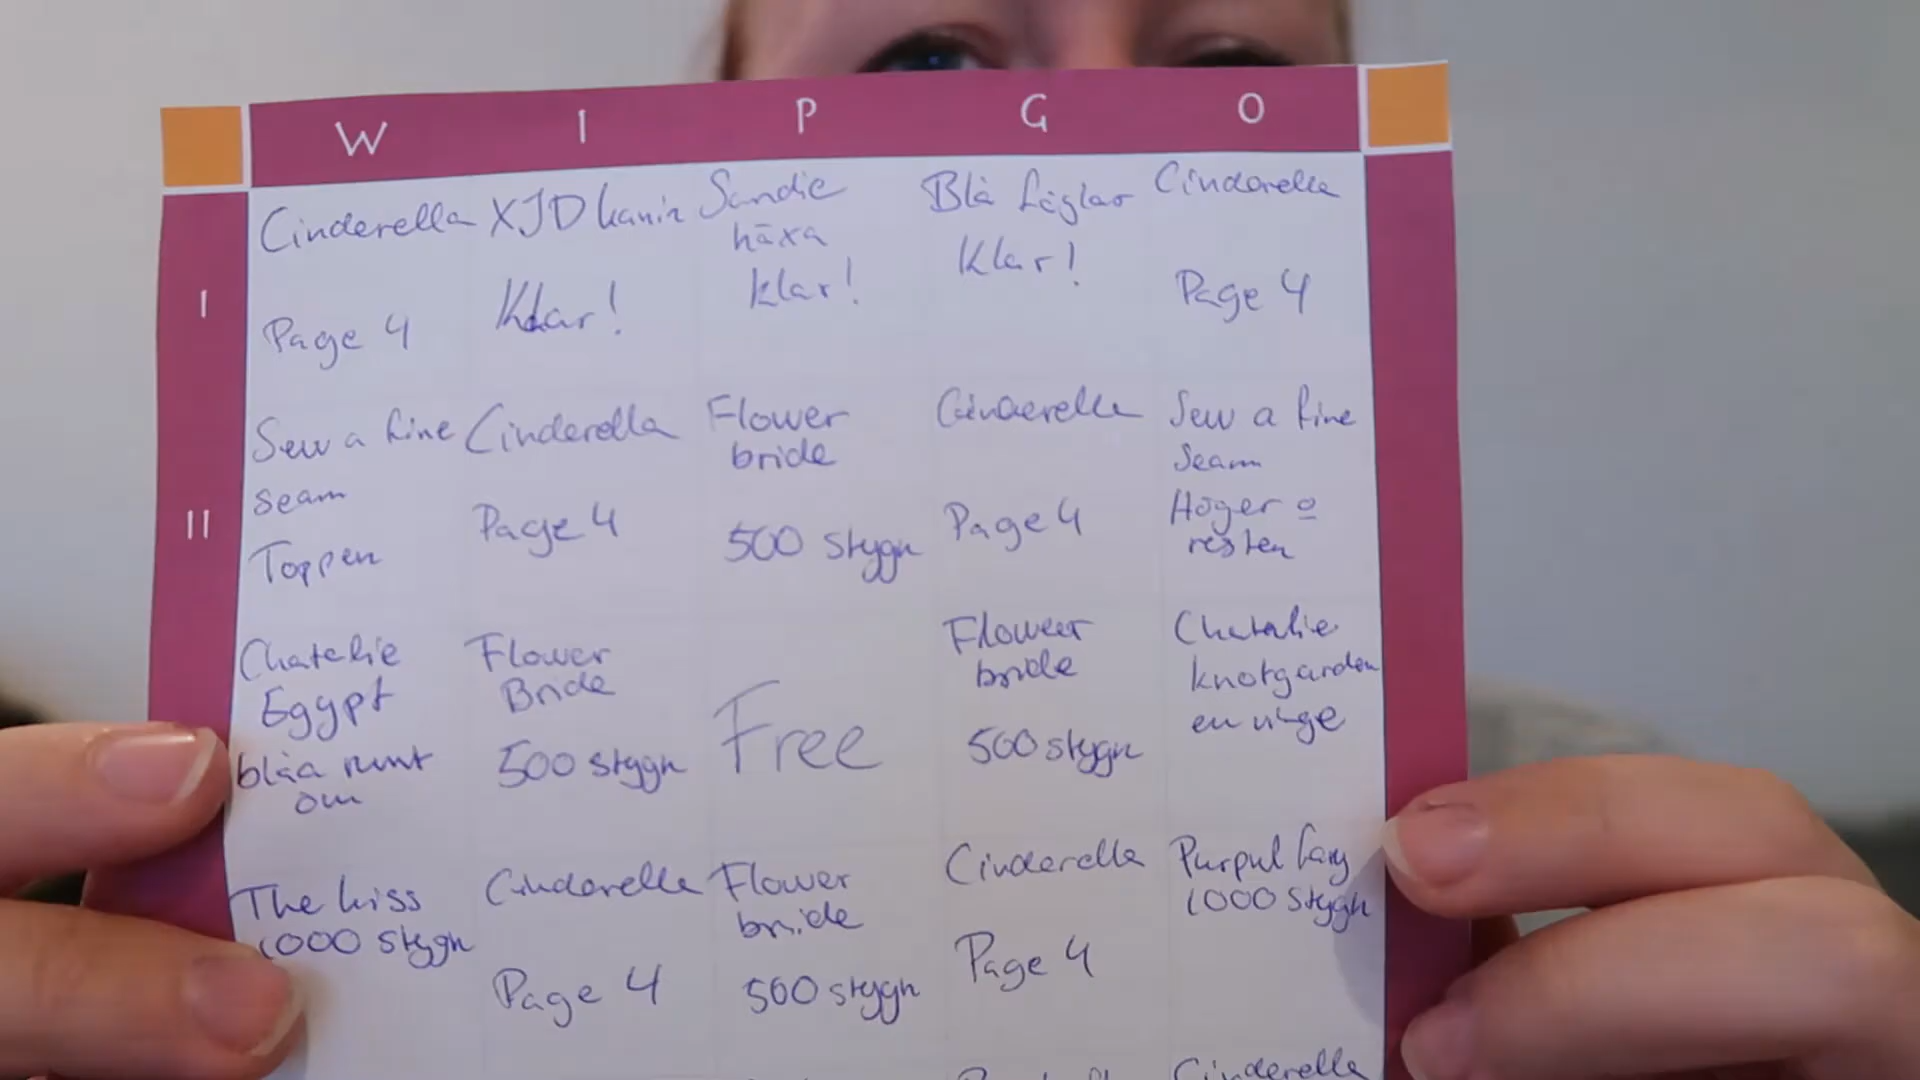 W I P G O
I
Cinderella
Page 4
XJD kanin
Klar!
Sandie
häxa
klar!
Blå fåglar
Klar!
Cinderella
Page 4
II
Sew a fine
seam
Toppen
Cinderella
Page 4
Flower
bride
500 stygn
Cinderella
Page 4
Sew a fine
seam
Höger o
resten
Chatelie
Egypt
blåa runt
om
Flower
Bride
500 stygn
Free
Flower
bride
500 stygn
Chatelie
knotgarden
en
The kiss
1000 stygn
Cinderella
Page 4
Flower
bride
500 stygn
Cinderella
Page 4
Purpul
1000 stygn
Cinderella